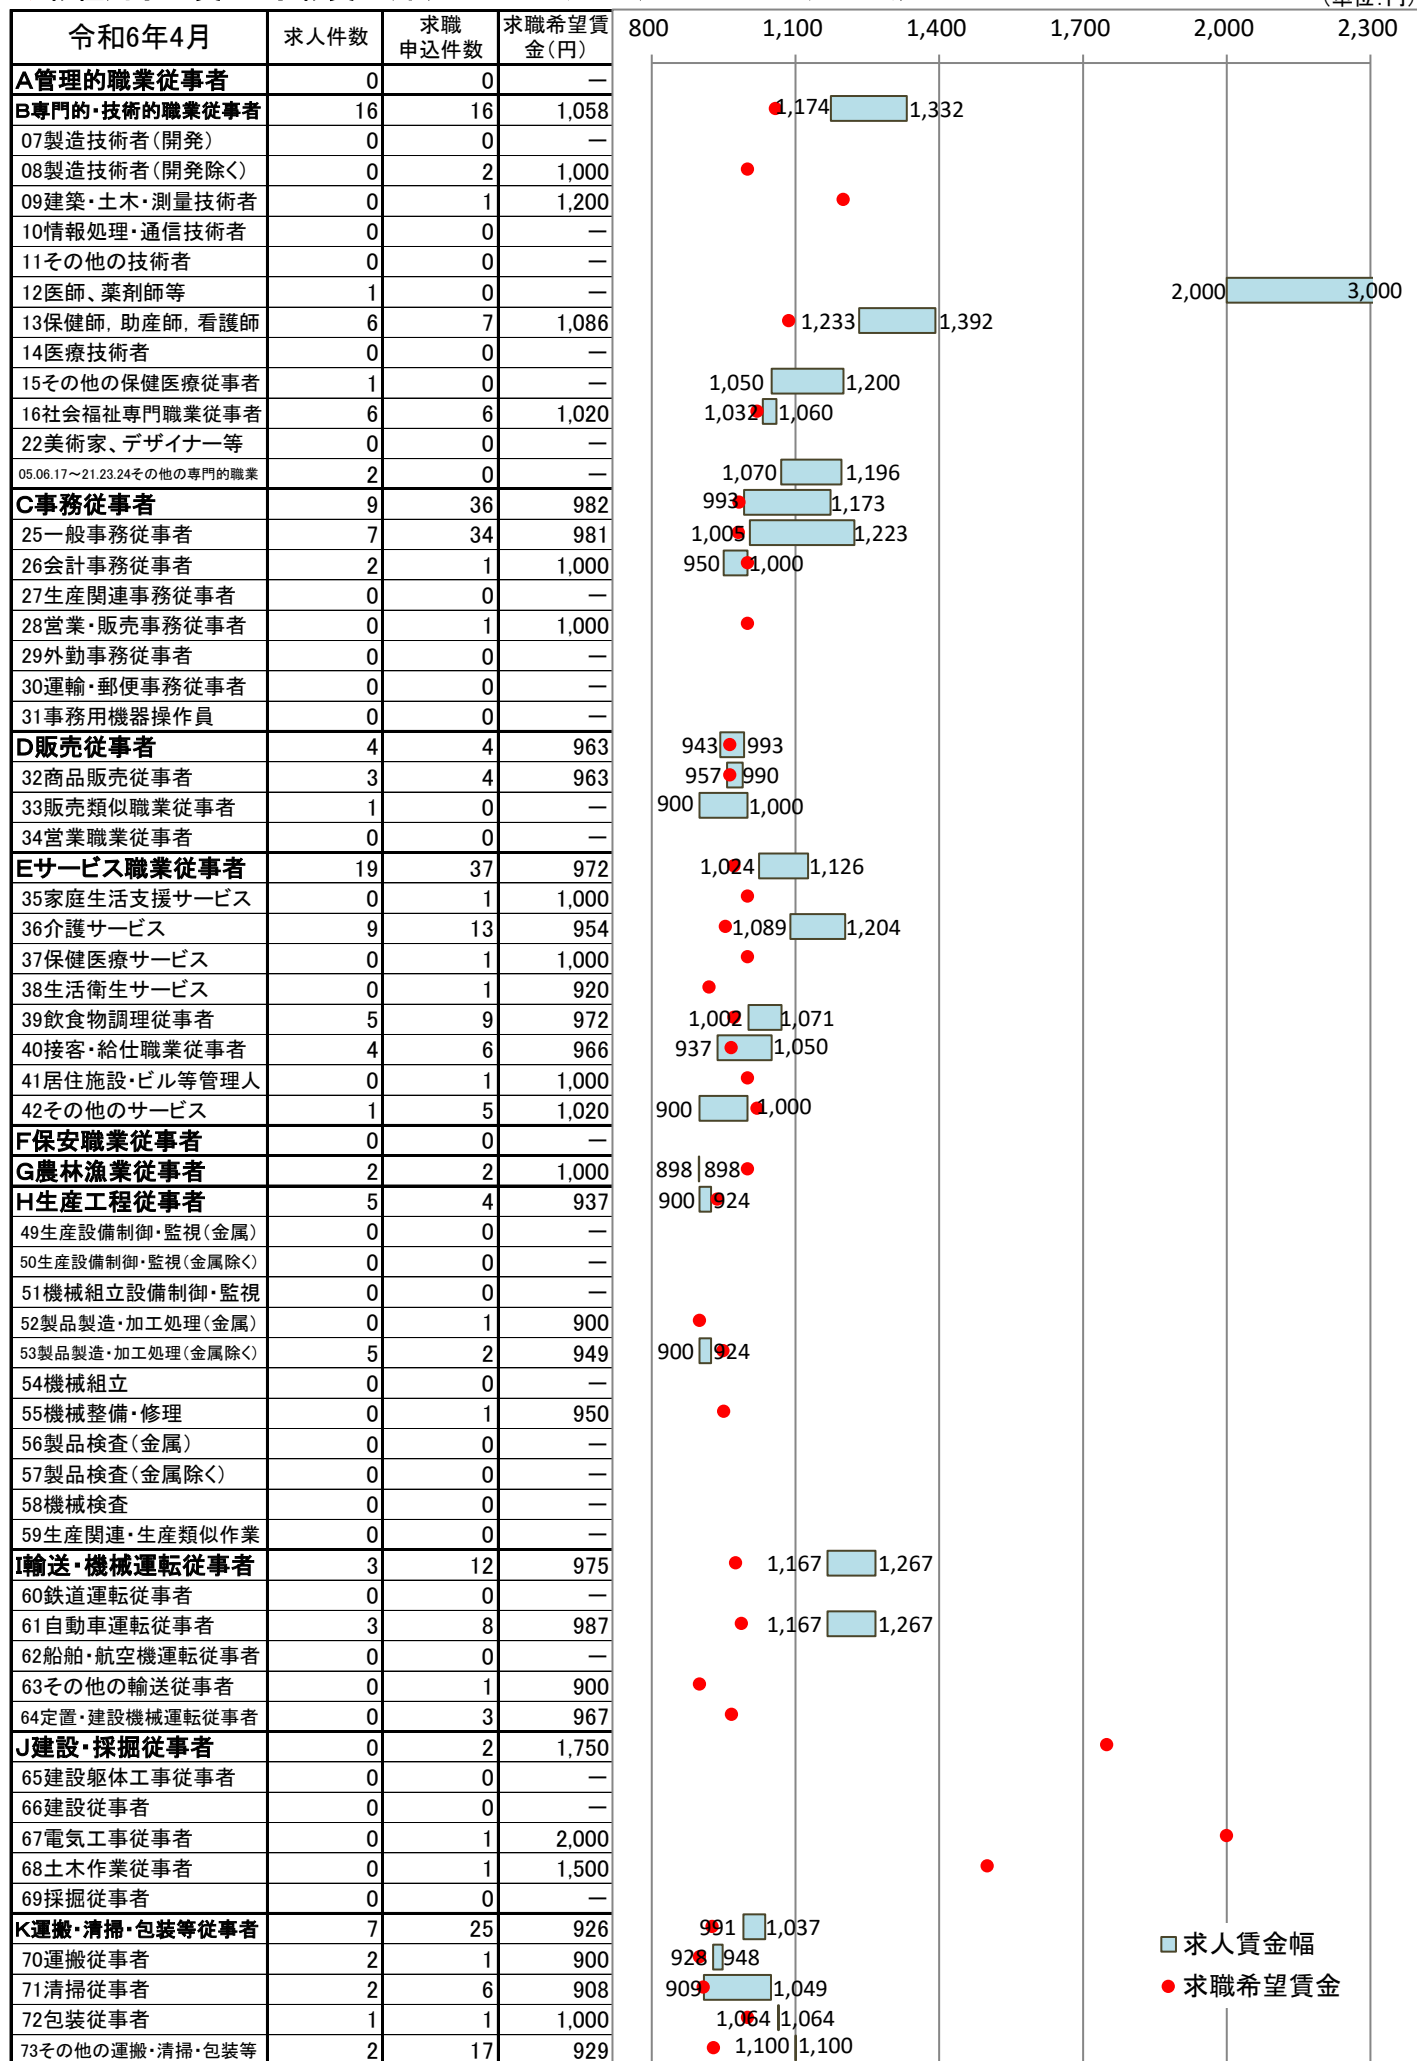 (単位:円)
令和6年4月 求人件数 求職申込件数 求職希望賃金(円) 800 1,100 1,400 1,700 2,000 2,300
A管理的職業従事者 0 0 ―
B専門的・技術的職業従事者 16 16 1,058 1,174 1,332
07製造技術者(開発) 0 0 ―
08製造技術者(開発除く) 0 2 1,000
09建築・土木・測量技術者 0 1 1,200
10情報処理・通信技術者 0 0 ―
11その他の技術者 0 0 ―
12医師、薬剤師等 1 0 ― 2,000 3,000
13保健師,助産師,看護師 6 7 1,086 1,233 1,392
14医療技術者 0 0 ―
15その他の保健医療従事者 1 0 ― 1,050 1,200
16社会福祉専門職業従事者 6 6 1,020 1,032 1,060
22美術家、デザイナー等 0 0 ―
05.06.17～21.23.24その他の専門的職業 2 0 ― 1,070 1,196
C事務従事者 9 36 982 993 1,173
25一般事務従事者 7 34 981 1,005 1,223
26会計事務従事者 2 1 1,000 950 1,000
27生産関連事務従事者 0 0 ―
28営業・販売事務従事者 0 1 1,000
29外勤事務従事者 0 0 ―
30運輸・郵便事務従事者 0 0 ―
31事務用機器操作員 0 0 ―
D販売従事者 4 4 963 943 993
32商品販売従事者 3 4 963 957 990
33販売類似職業従事者 1 0 ― 900 1,000
34営業職業従事者 0 0 ―
Eサービス職業従事者 19 37 972 1,024 1,126
35家庭生活支援サービス 0 1 1,000
36介護サービス 9 13 954 1,089 1,204
37保健医療サービス 0 1 1,000
38生活衛生サービス 0 1 920
39飲食物調理従事者 5 9 972 1,002 1,071
40接客・給仕職業従事者 4 6 966 937 1,050
41居住施設・ビル等管理人 0 1 1,000
42その他のサービス 1 5 1,020 900 1,000
F保安職業従事者 0 0 ―
G農林漁業従事者 2 2 1,000 898 898
H生産工程従事者 5 4 937 900 924
49生産設備制御・監視(金属) 0 0 ―
50生産設備制御・監視(金属除く) 0 0 ―
51機械組立設備制御・監視 0 0 ―
52製品製造・加工処理(金属) 0 1 900
53製品製造・加工処理(金属除く) 5 2 949 900 924
54機械組立 0 0 ―
55機械整備・修理 0 1 950
56製品検査(金属) 0 0 ―
57製品検査(金属除く) 0 0 ―
58機械検査 0 0 ―
59生産関連・生産類似作業 0 0 ―
I輸送・機械運転従事者 3 12 975 1,167 1,267
60鉄道運転従事者 0 0 ―
61自動車運転従事者 3 8 987 1,167 1,267
62船舶・航空機運転従事者 0 0 ―
63その他の輸送従事者 0 1 900
64定置・建設機械運転従事者 0 3 967
J建設・採掘従事者 0 2 1,750
65建設躯体工事従事者 0 0 ―
66建設従事者 0 0 ―
67電気工事従事者 0 1 2,000
68土木作業従事者 0 1 1,500
69採掘従事者 0 0 ―
K運搬・清掃・包装等従事者 7 25 926 991 1,037
70運搬従事者 2 1 900 928 948
71清掃従事者 2 6 908 909 1,049
72包装従事者 1 1 1,000 1,064 1,064
73その他の運搬・清掃・包装等 2 17 929 1,100 1,100
求人賃金幅
求職希望賃金